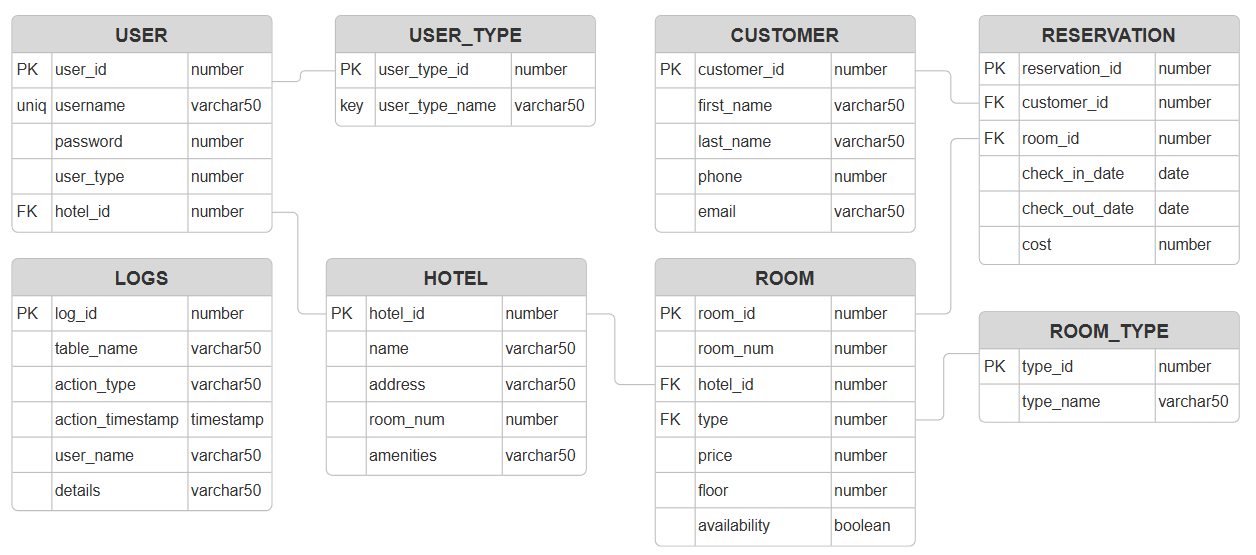 USER
PK user_id number
uniq username varchar50
password number
user_type number
FK hotel_id number
USER_TYPE
PK user_type_id number
key user_type_name varchar50
CUSTOMER
PK customer_id number
first_name varchar50
last_name varchar50
phone number
email varchar50
RESERVATION
PK reservation_id number
FK customer_id number
FK room_id number
check_in_date date
check_out_date date
cost number
LOGS
PK log_id number
table_name varchar50
action_type varchar50
action_timestamp timestamp
user_name varchar50
details varchar50
HOTEL
PK hotel_id number
name varchar50
address varchar50
room_num number
amenities varchar50
ROOM
PK room_id number
room_num number
FK hotel_id number
FK type number
price number
floor number
availability boolean
ROOM_TYPE
PK type_id number
type_name varchar50